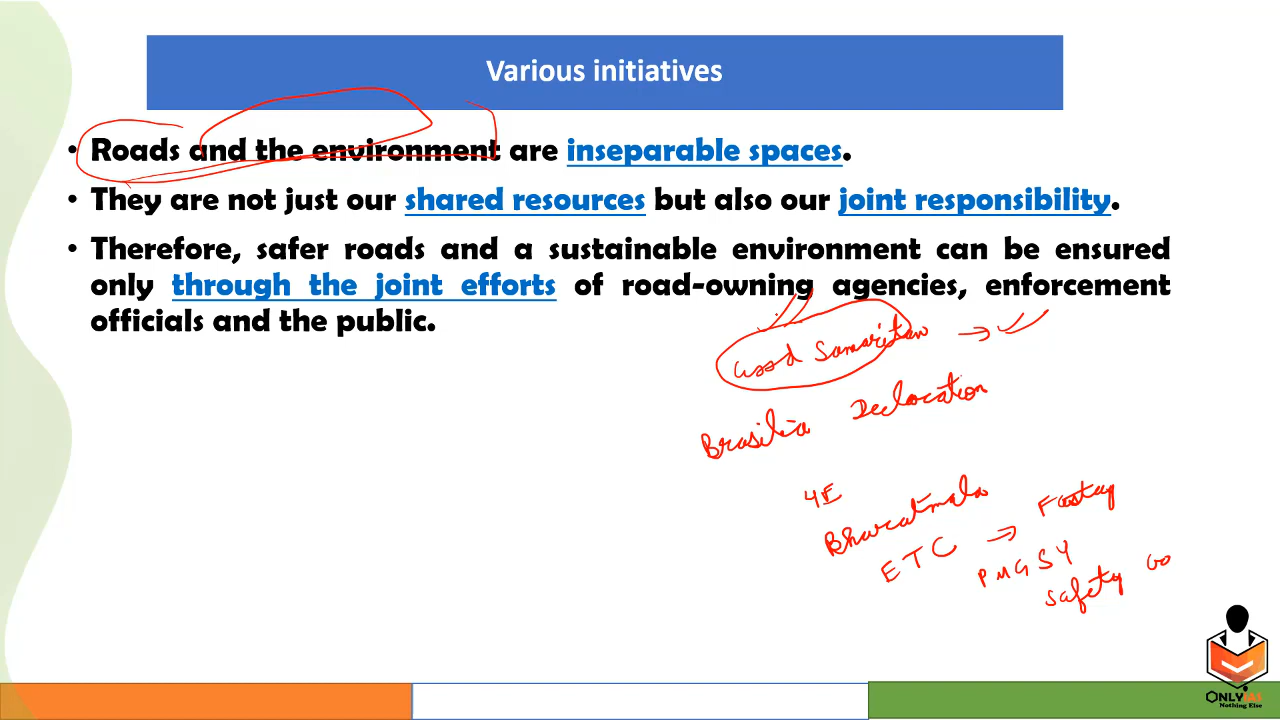 Various initiatives
• Roads and the environment are inseparable spaces.
• They are not just our shared resources but also our joint responsibility.
• Therefore, safer roads and a sustainable environment can be ensured
only through the joint efforts of road-owning agencies, enforcement
officials and the public.
Good Samaritan →
Brasilia Declaration
4E
Bharatmala
ETC → Fastag
PMGSY
Safety
ONLYIAS
Nothing Else